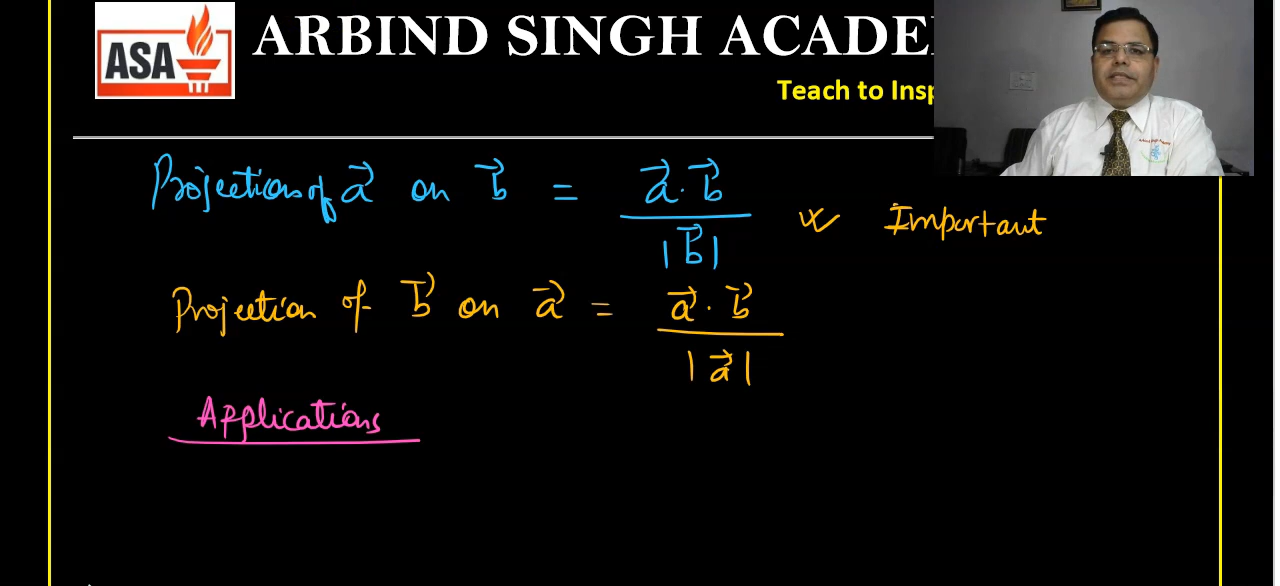 ASA
ARBIND SINGH ACADE
Teach to Insp
Projection of a⃗ on b⃗ = a⃗·b⃗ / |b⃗| Important
Projection of b⃗ on a⃗ = a⃗·b⃗ / |a⃗|
Applications